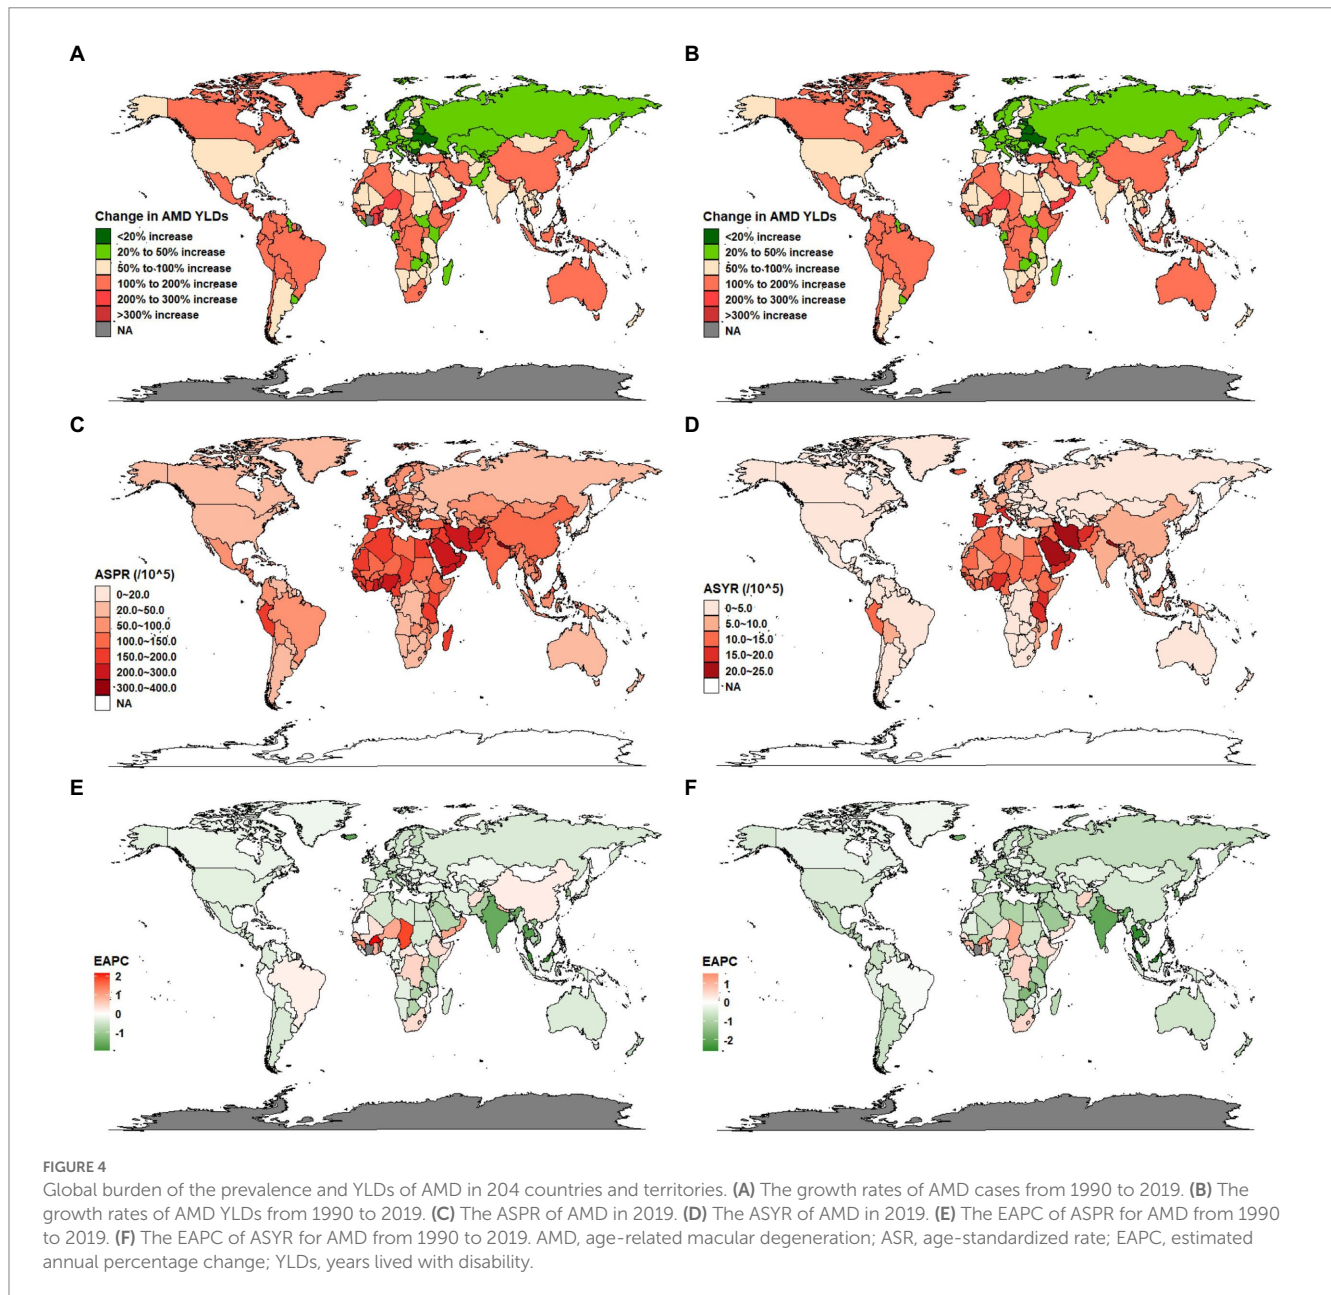 A
B
Change in AMD YLDs
<20% increase
20% to 50% increase
50% to 100% increase
100% to 200% increase
200% to 300% increase
>300% increase
NA
Change in AMD YLDs
<20% increase
20% to 50% increase
50% to 100% increase
100% to 200% increase
200% to 300% increase
>300% increase
NA
C
D
ASPR (/10^5)
0~20.0
20.0~50.0
50.0~100.0
100.0~150.0
150.0~200.0
200.0~300.0
300.0~400.0
NA
ASYR (/10^5)
0~5.0
5.0~10.0
10.0~15.0
15.0~20.0
20.0~25.0
NA
E
F
EAPC
2
1
0
-1
EAPC
1
0
-1
-2
FIGURE 4
Global burden of the prevalence and YLDs of AMD in 204 countries and territories. (A) The growth rates of AMD cases from 1990 to 2019. (B) The
growth rates of AMD YLDs from 1990 to 2019. (C) The ASPR of AMD in 2019. (D) The ASYR of AMD in 2019. (E) The EAPC of ASPR for AMD from 1990
to 2019. (F) The EAPC of ASYR for AMD from 1990 to 2019. AMD, age-related macular degeneration; ASR, age-standardized rate; EAPC, estimated
annual percentage change; YLDs, years lived with disability.